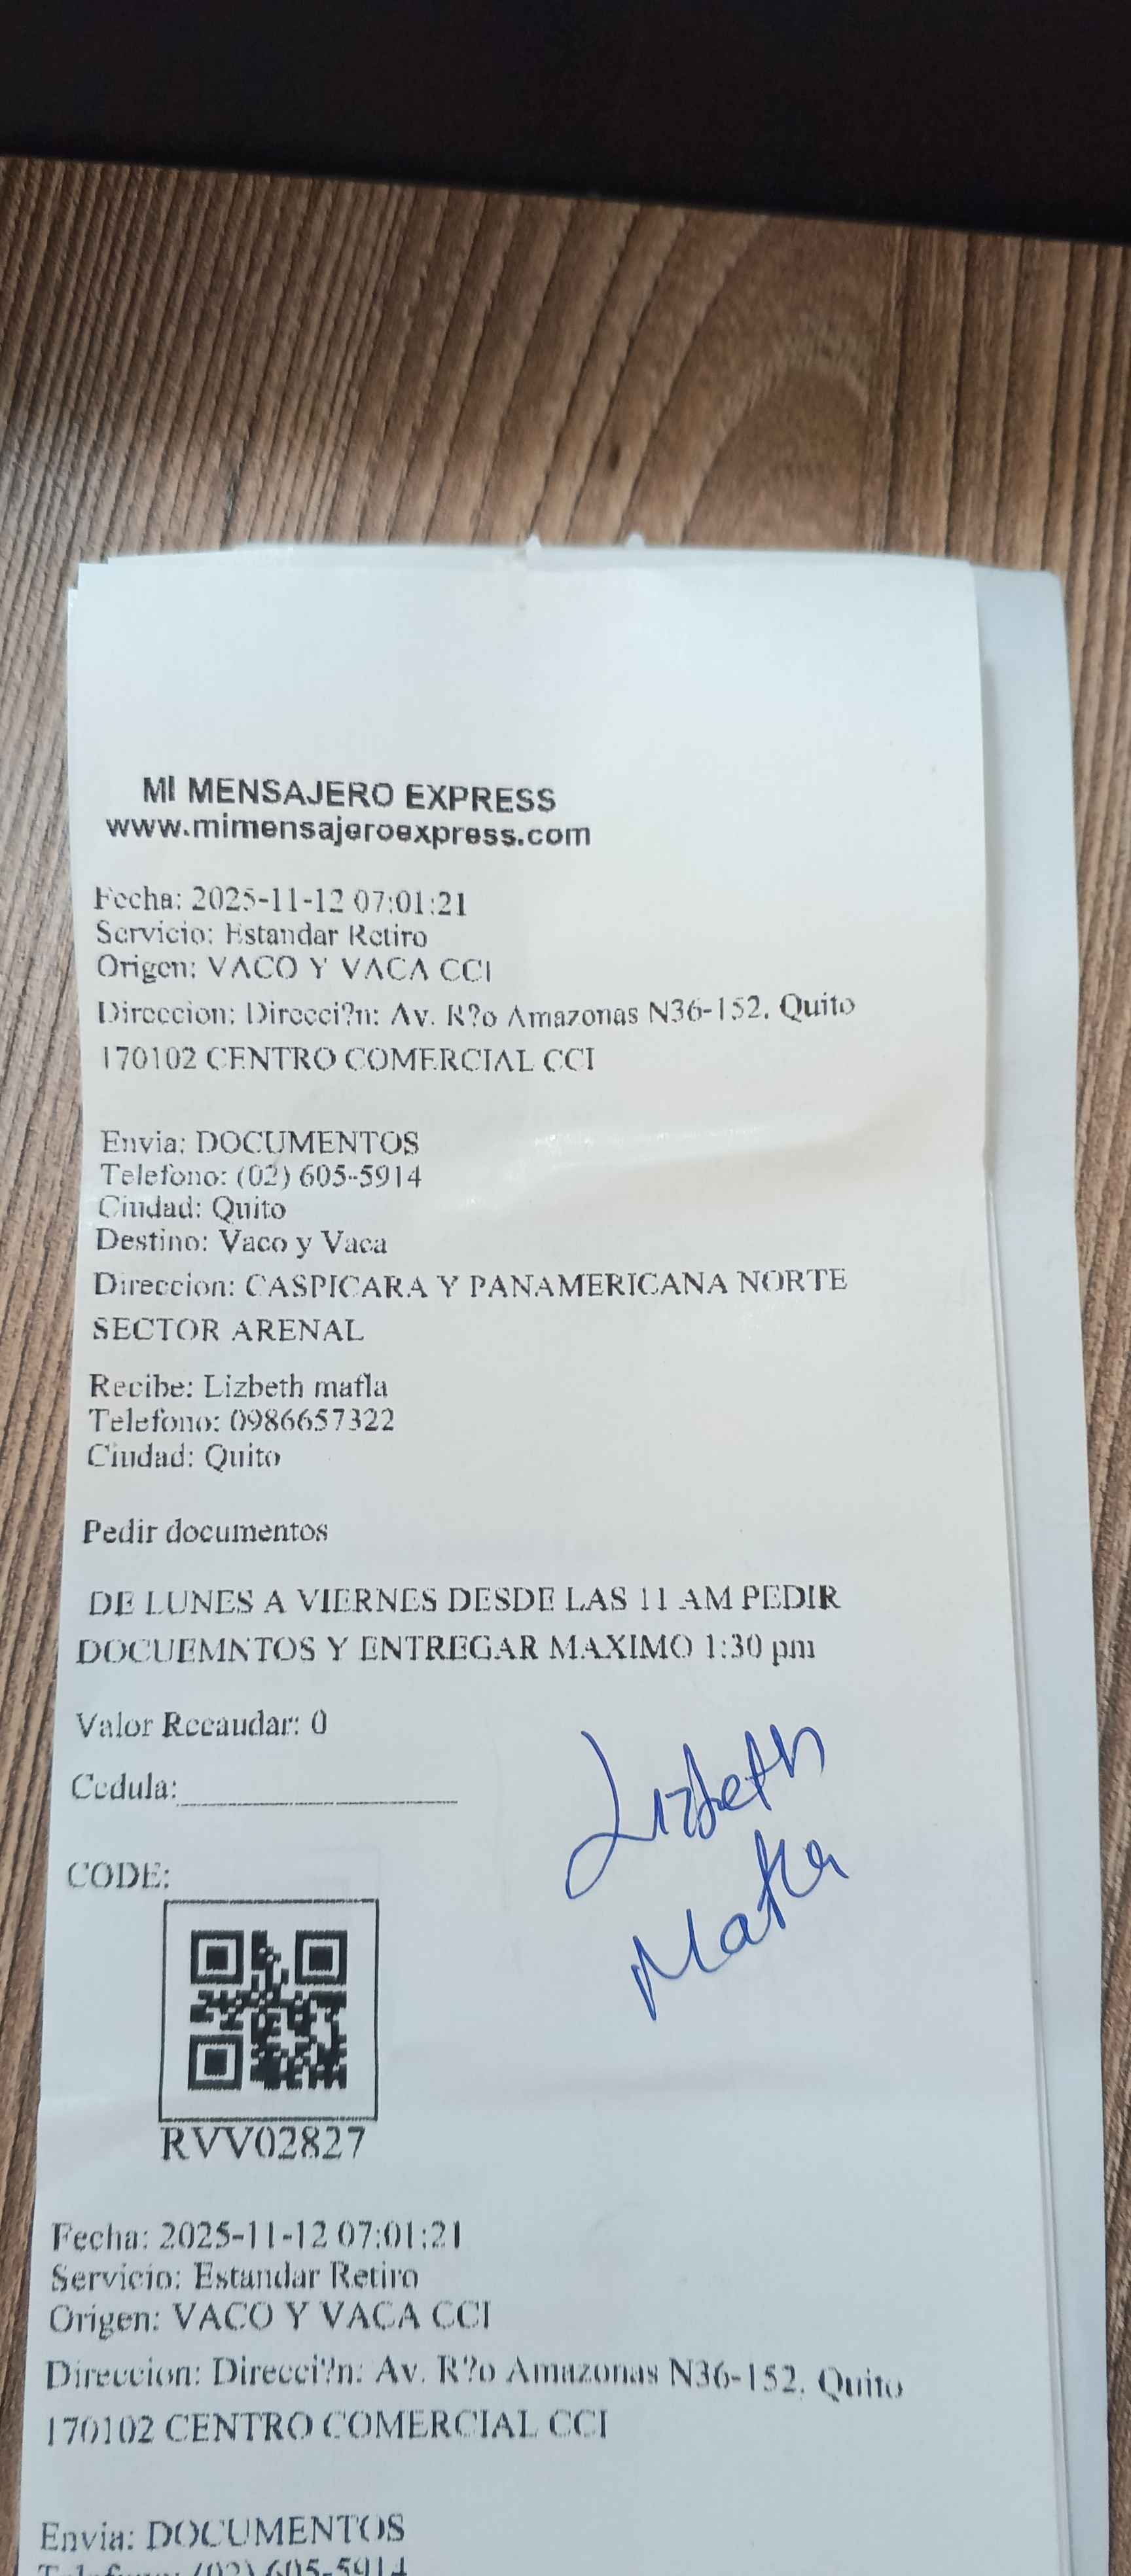 MI MENSAJERO EXPRESS
www.mimensajeroexpress.com
Fecha: 2025-11-12 07:01:21
Servicio: Estandar Retiro
Origen: VACO Y VACA CCI
Direccion: Direcci?n: Av. R?o Amazonas N36-152, Quito
170102 CENTRO COMERCIAL CCI
Envia: DOCUMENTOS
Telefono: (02) 605-5914
Ciudad: Quito
Destino: Vaco y Vaca
Direccion: CASPICARA Y PANAMERICANA NORTE
SECTOR ARENAL
Recibe: Lizbeth mafla
Telefono: 0986657322
Ciudad: Quito
Pedir documentos
DE LUNES A VIERNES DESDE LAS 11 AM PEDIR
DOCUEMNTOS Y ENTREGAR MAXIMO 1:30 pm
Valor Recaudar: 0
Cedula:
Lizbeth
Mafla
CODE:
RVV02827
Fecha: 2025-11-12 07:01:21
Servicio: Estandar Retiro
Origen: VACO Y VACA CCI
Direccion: Direcci?n: Av. R?o Amazonas N36-152, Quito
170102 CENTRO COMERCIAL CCI
Envia: DOCUMENTOS
Telefono: (02) 605-5914